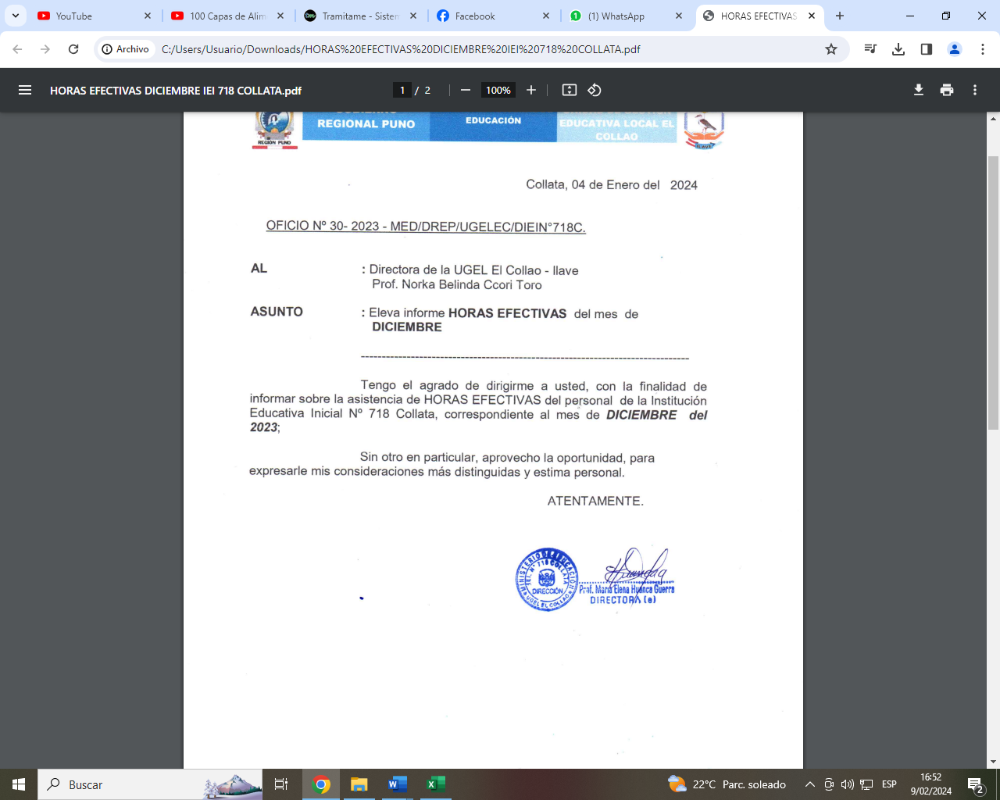 YouTube
100 Capas de Alim
Tramitame - Sistem
Facebook
(1) WhatsApp
HORAS EFECTIVAS
Archivo
C:/Users/Usuario/Downloads/HORAS%20EFECTIVAS%20DICIEMBRE%20IEI%20718%20COLLATA.pdf
HORAS EFECTIVAS DICIEMBRE IEI 718 COLLATA.pdf
1 / 2
100%
REGIONAL PUNO
EDUCACIÓN
EDUCATIVA LOCAL EL
COLLAO
REGION PUNO
ILAVE
Collata, 04 de Enero del 2024
OFICIO Nº 30- 2023 - MED/DREP/UGELEC/DIEIN°718C.
AL : Directora de la UGEL El Collao - Ilave
Prof. Norka Belinda Ccori Toro
ASUNTO : Eleva informe HORAS EFECTIVAS del mes de
DICIEMBRE
--------------------------------------------------------------------------------
Tengo el agrado de dirigirme a usted, con la finalidad de
informar sobre la asistencia de HORAS EFECTIVAS del personal de la Institución
Educativa Inicial Nº 718 Collata, correspondiente al mes de DICIEMBRE del
2023;
Sin otro en particular, aprovecho la oportunidad, para
expresarle mis consideraciones más distinguidas y estima personal.
ATENTAMENTE.
MINISTERIO DE EDUCACIÓN
IEI. N° 718 COLLATA
DIRECCIÓN
UGEL EL COLLAO
Prof. María Elena Huanca Guerra
DIRECTORA (e)
Buscar
22°C Parc. soleado
ESP
16:52
9/02/2024
2